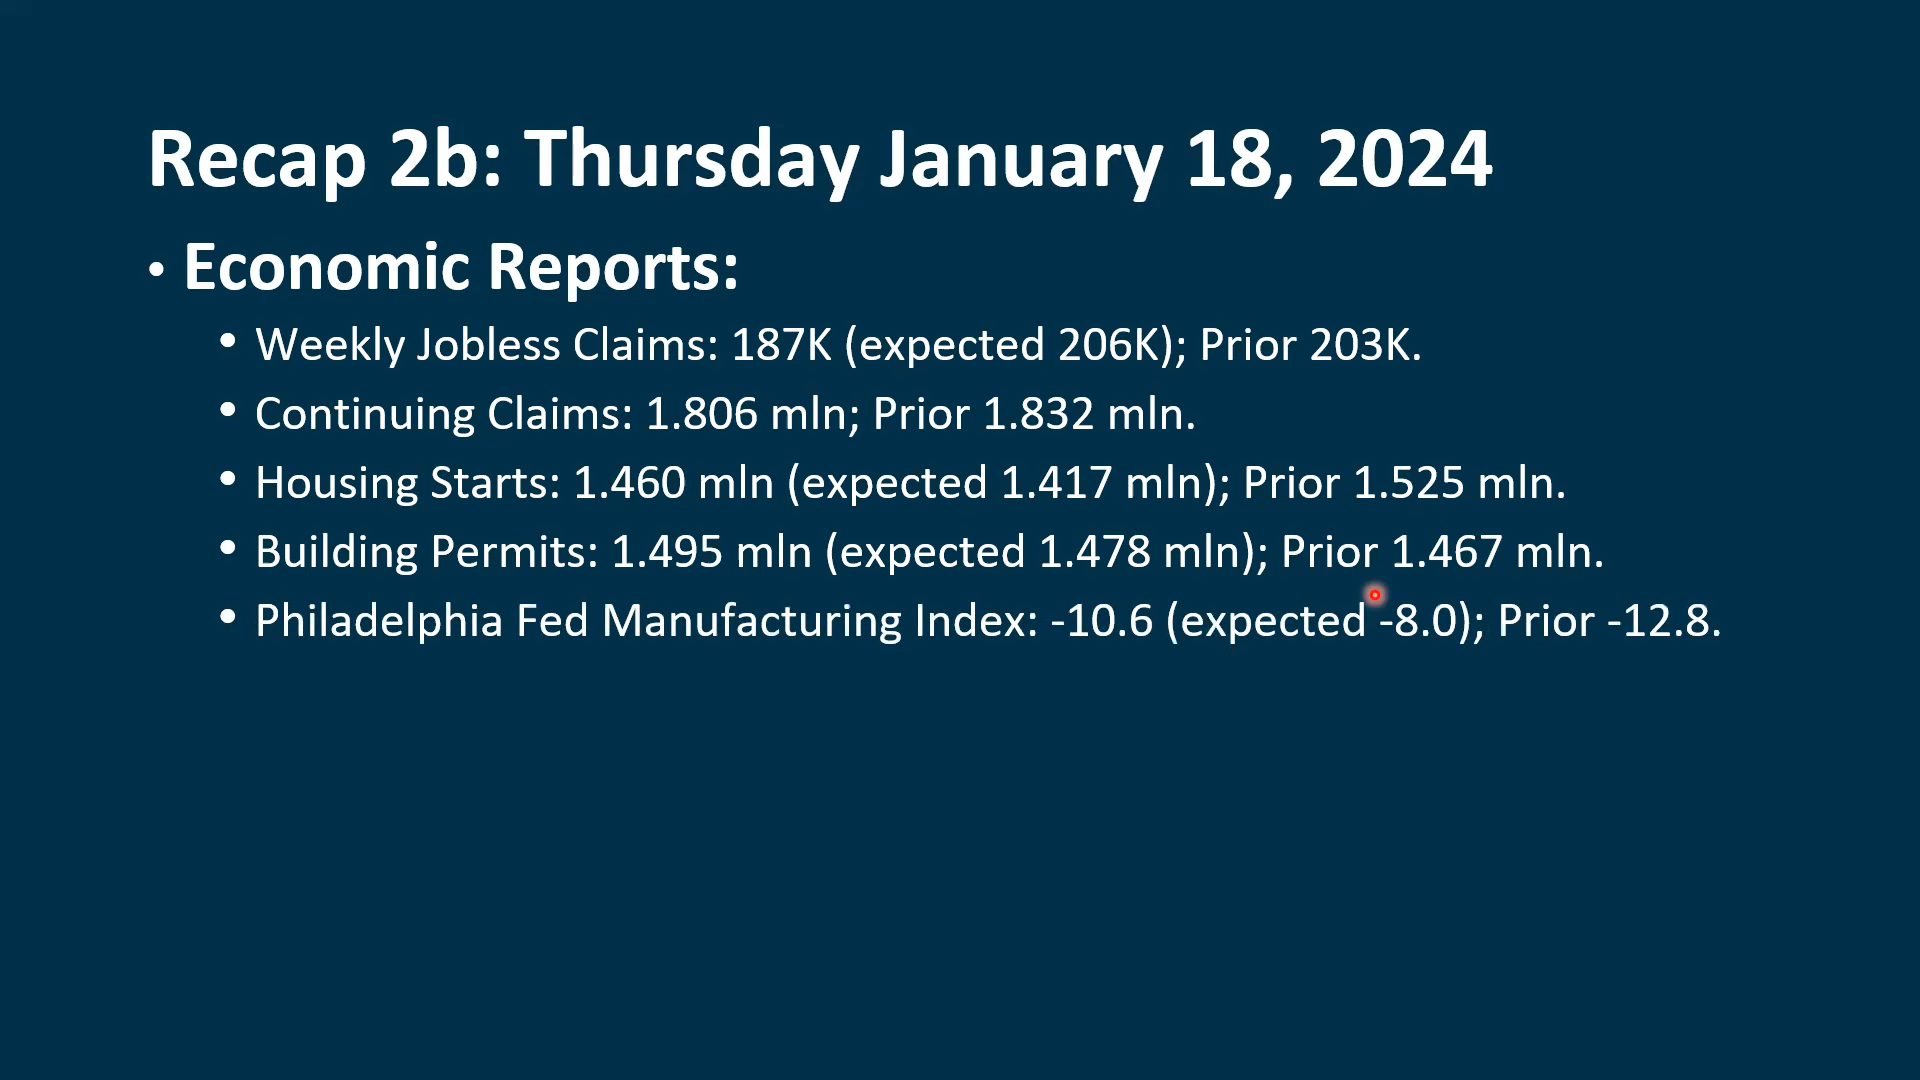 Recap 2b: Thursday January 18, 2024
• Economic Reports:
• Weekly Jobless Claims: 187K (expected 206K); Prior 203K.
• Continuing Claims: 1.806 mln; Prior 1.832 mln.
• Housing Starts: 1.460 mln (expected 1.417 mln); Prior 1.525 mln.
• Building Permits: 1.495 mln (expected 1.478 mln); Prior 1.467 mln.
• Philadelphia Fed Manufacturing Index: -10.6 (expected -8.0); Prior -12.8.